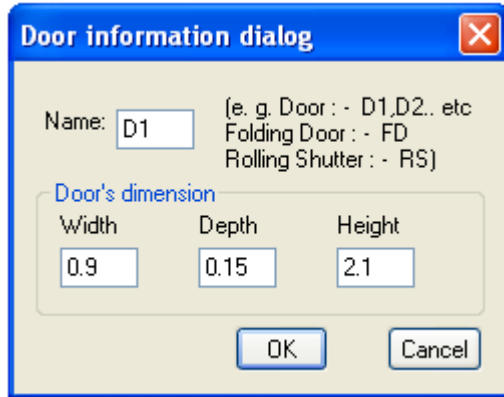 Door information dialog
Name: D1 (e. g. Door : - D1,D2.. etc
Folding Door : - FD
Rolling Shutter : - RS)
Door's dimension
Width Depth Height
0.9 0.15 2.1
OK Cancel